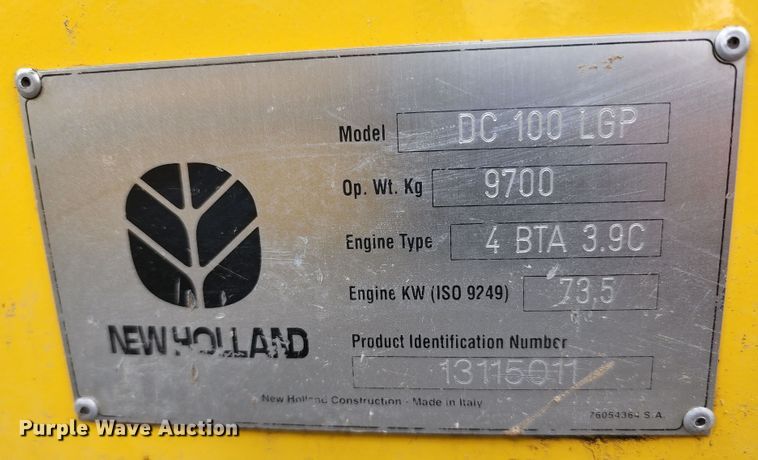 Model DC 100 LGP
Op. Wt. Kg 9700
Engine Type 4 BTA 3.9C
Engine KW (ISO 9249) 73,5
NEW HOLLAND
Product Identification Number
13115011
New Holland Construction - Made in Italy
76054364 S.A.
Purple Wave Auction